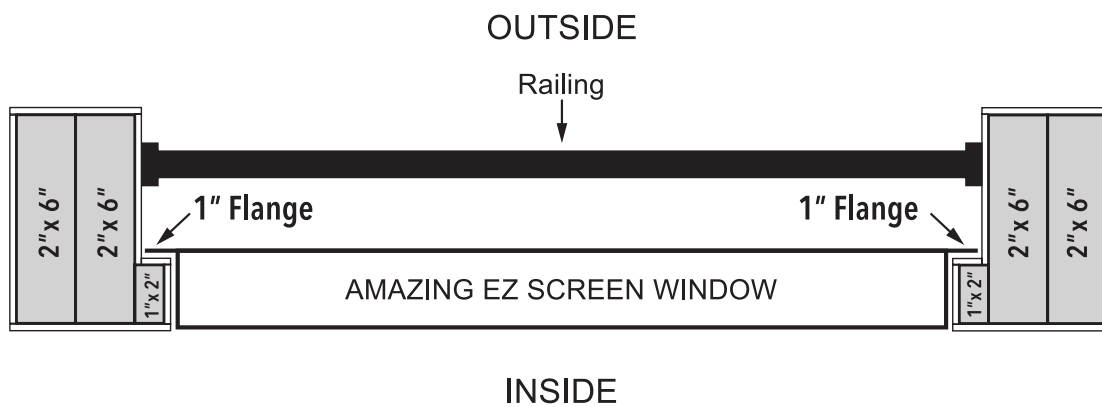 OUTSIDE
Railing
1" Flange
1" Flange
2"x 6"
2"x 6"
1"x 2"
AMAZING EZ SCREEN WINDOW
1"x 2"
2"x 6"
2"x 6"
INSIDE